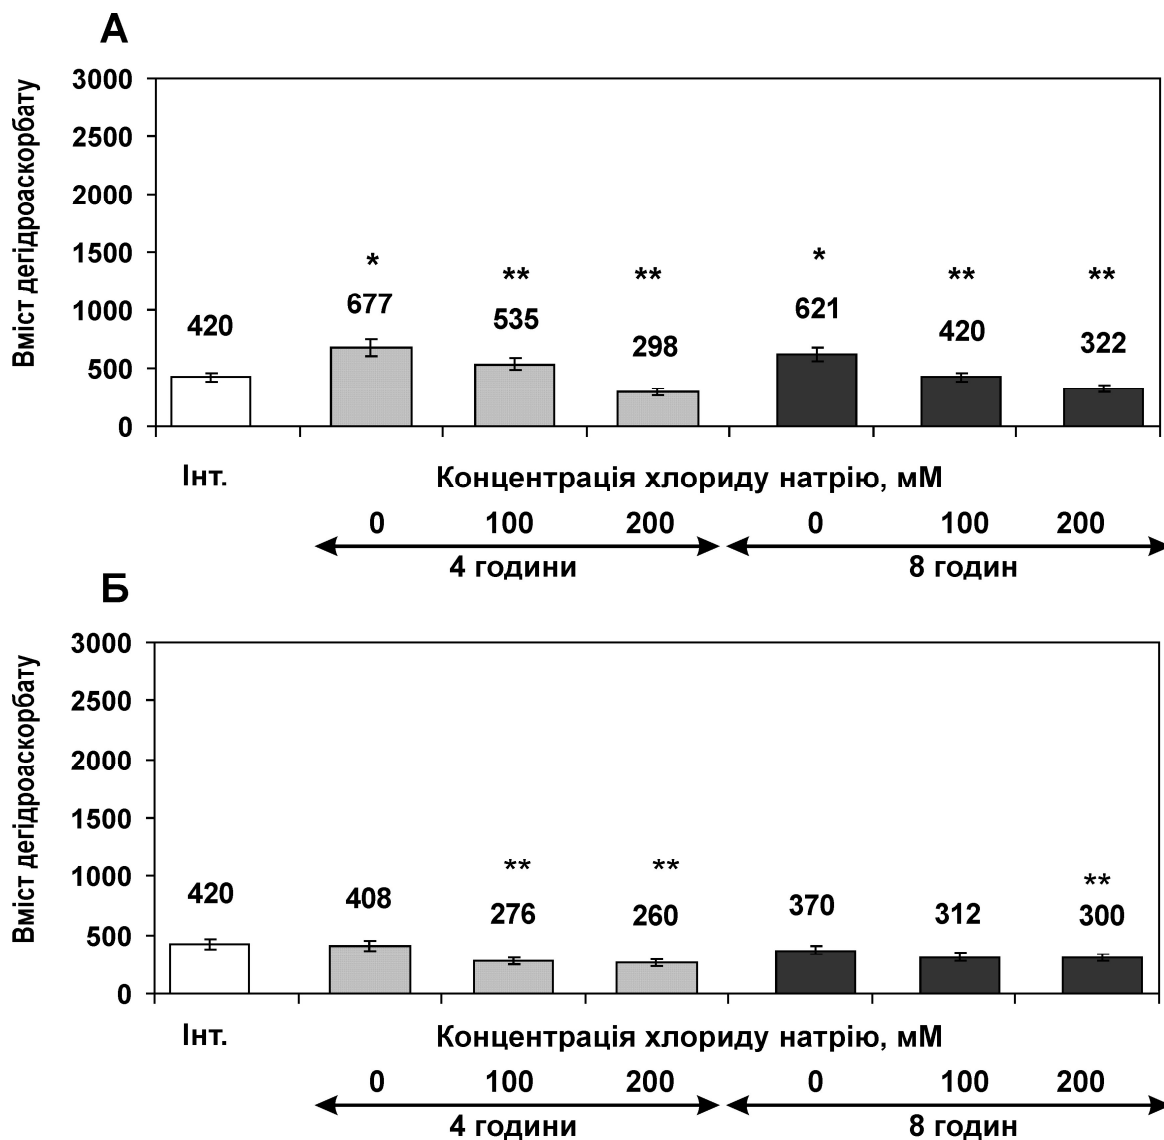 А
Вміст дегідроаскорбату
3000
2500
2000
1500
1000
500
0
* ** ** * ** **
420 677 535 298 621 420 322
Інт. Концентрація хлориду натрію, мМ
0 100 200 0 100 200
4 години 8 годин
Б
Вміст дегідроаскорбату
3000
2500
2000
1500
1000
500
0
** ** **
420 408 276 260 370 312 300
Інт. Концентрація хлориду натрію, мМ
0 100 200 0 100 200
4 години 8 годин